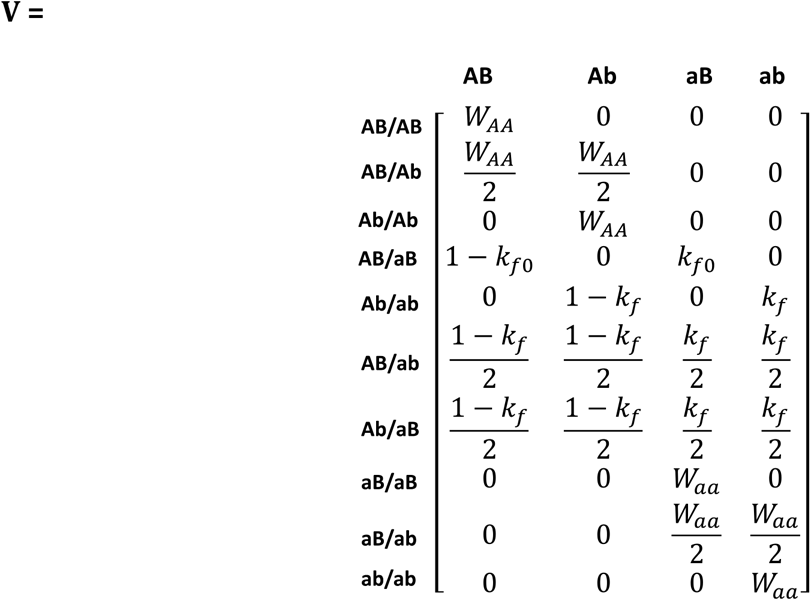 V =
AB Ab aB ab
AB/AB W_{AA} 0 0 0
AB/Ab \frac{W_{AA}}{2} \frac{W_{AA}}{2} 0 0
Ab/Ab 0 W_{AA} 0 0
AB/aB 1 − k_{f0} 0 k_{f0} 0
Ab/ab 0 1 − k_f 0 k_f
AB/ab \frac{1 − k_f}{2} \frac{1 − k_f}{2} \frac{k_f}{2} \frac{k_f}{2}
Ab/aB \frac{1 − k_f}{2} \frac{1 − k_f}{2} \frac{k_f}{2} \frac{k_f}{2}
aB/aB 0 0 W_{aa} 0
aB/ab 0 0 \frac{W_{aa}}{2} \frac{W_{aa}}{2}
ab/ab 0 0 0 W_{aa}